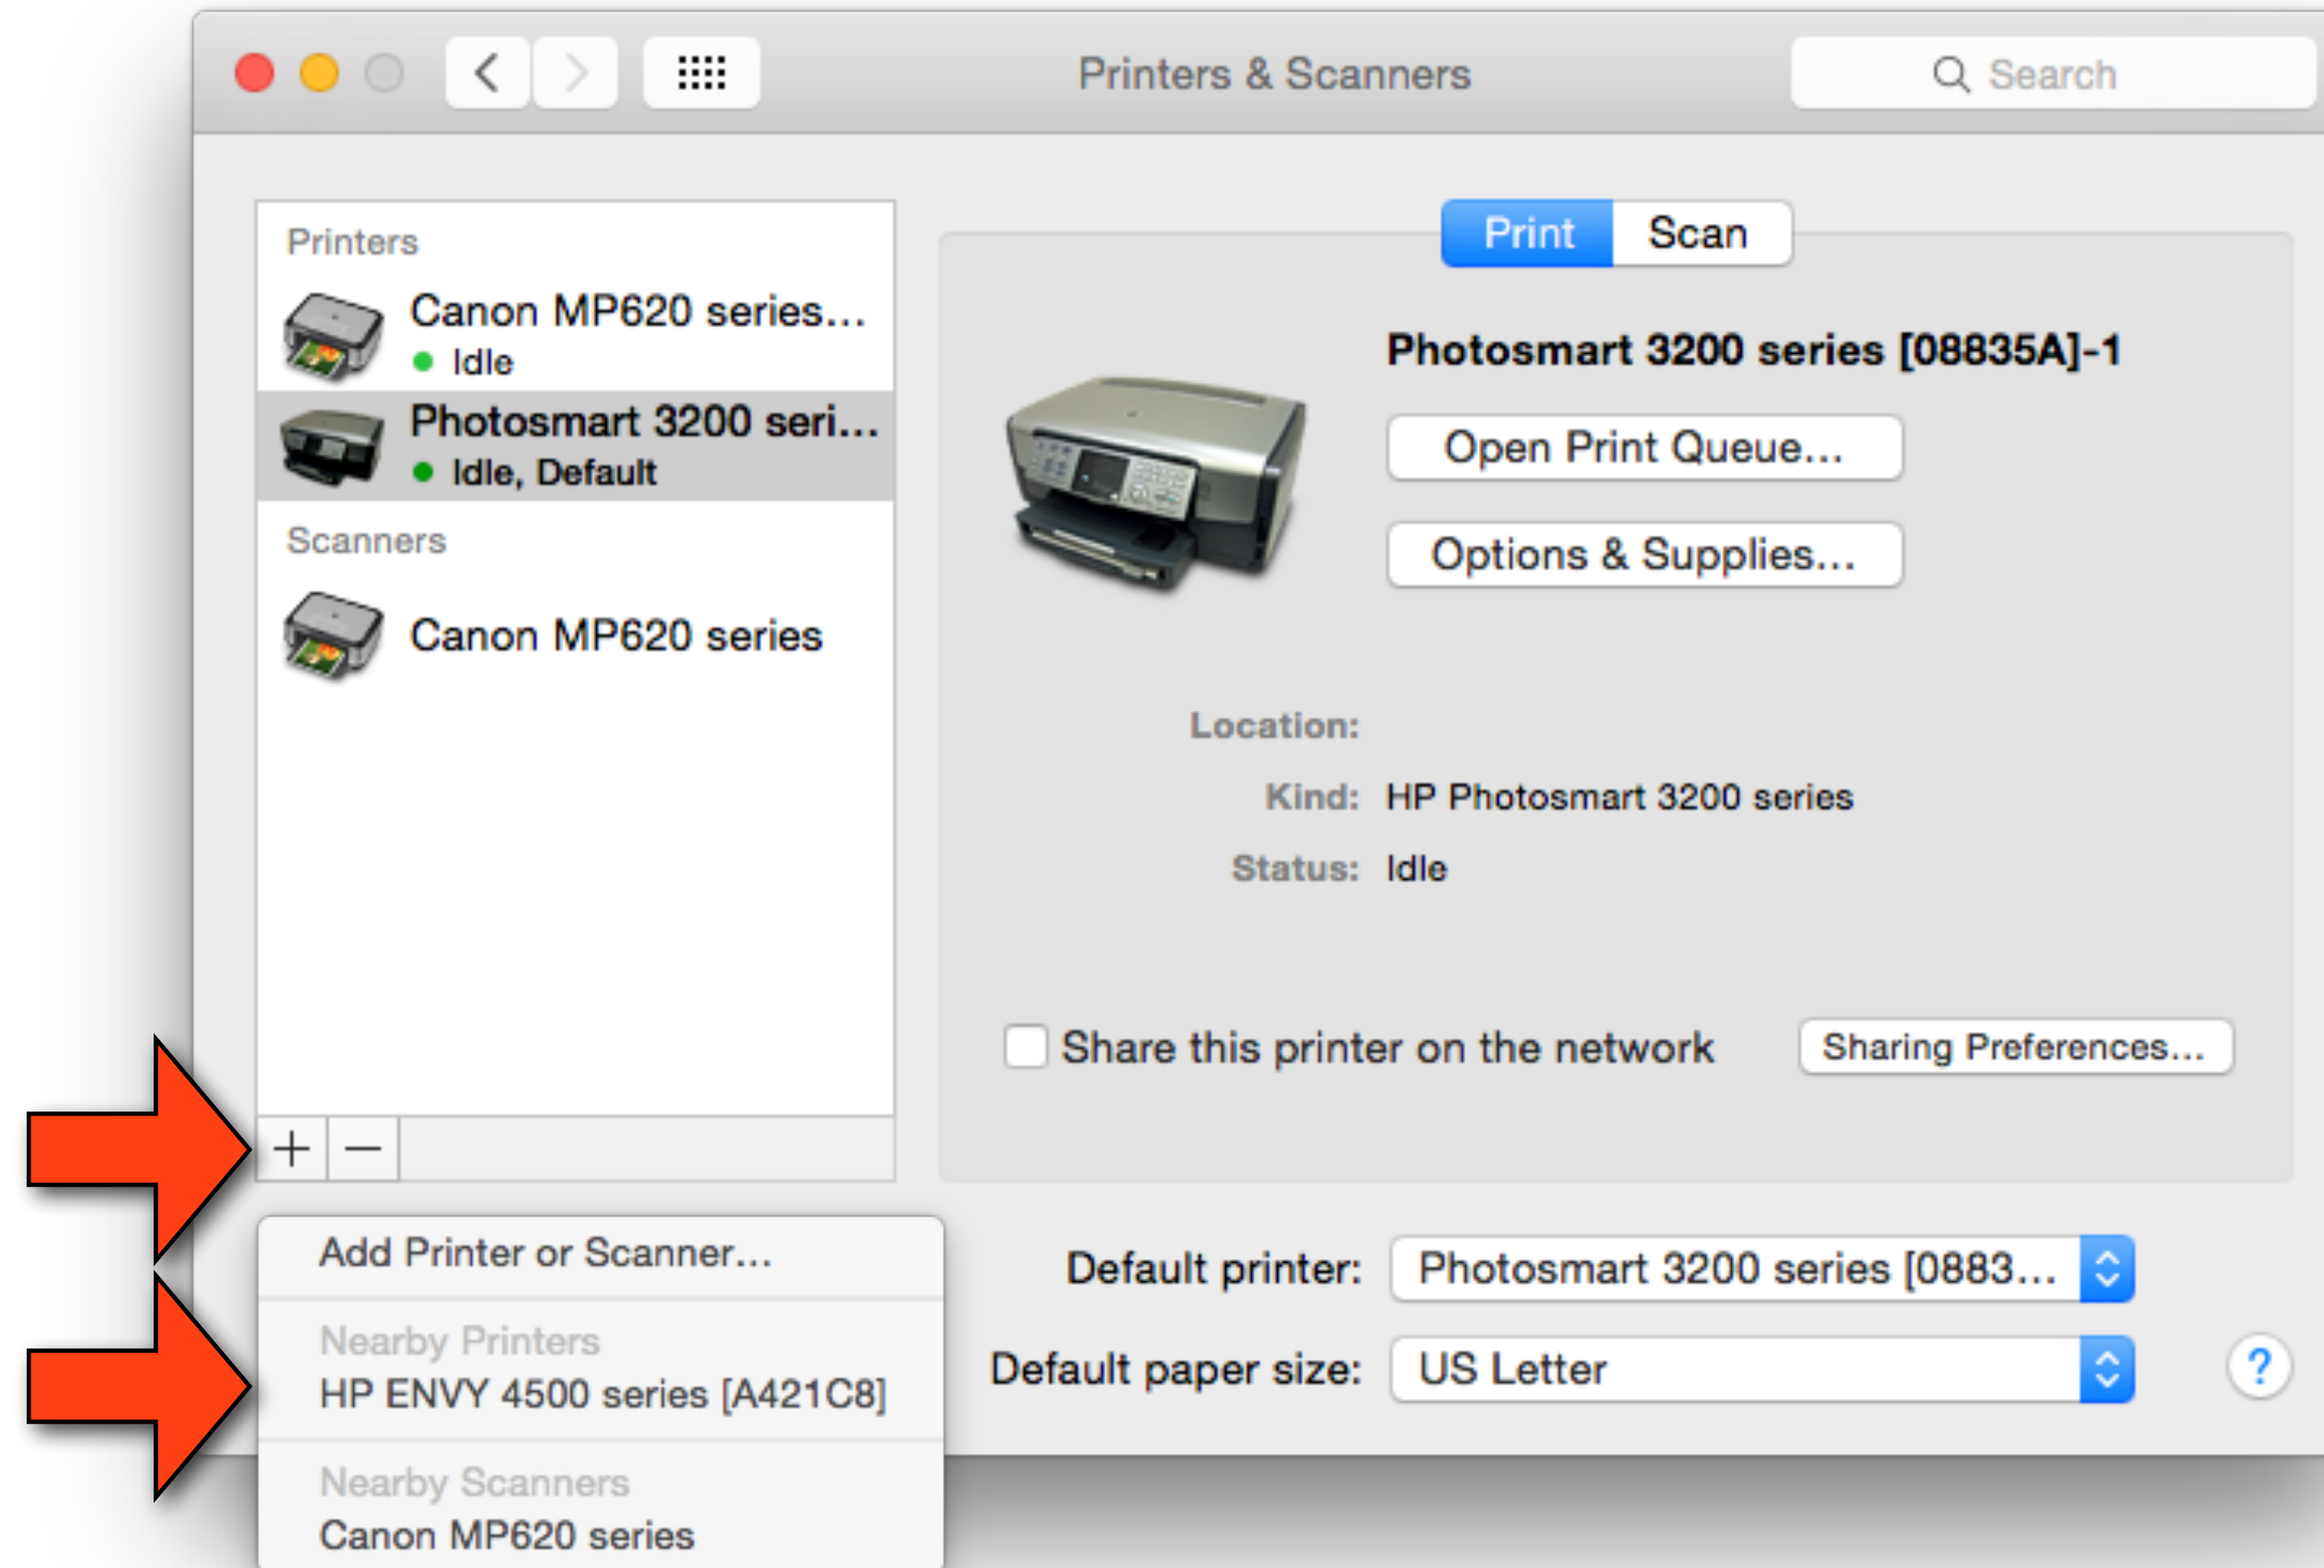 Printers & Scanners
Search
Printers
Canon MP620 series...
Idle
Photosmart 3200 seri...
Idle, Default
Scanners
Canon MP620 series
Print Scan
Photosmart 3200 series [08835A]-1
Open Print Queue...
Options & Supplies...
Location:
Kind: HP Photosmart 3200 series
Status: Idle
Share this printer on the network
Sharing Preferences...
+ −
Add Printer or Scanner...
Nearby Printers
HP ENVY 4500 series [A421C8]
Nearby Scanners
Canon MP620 series
Default printer: Photosmart 3200 series [0883...
Default paper size: US Letter
?